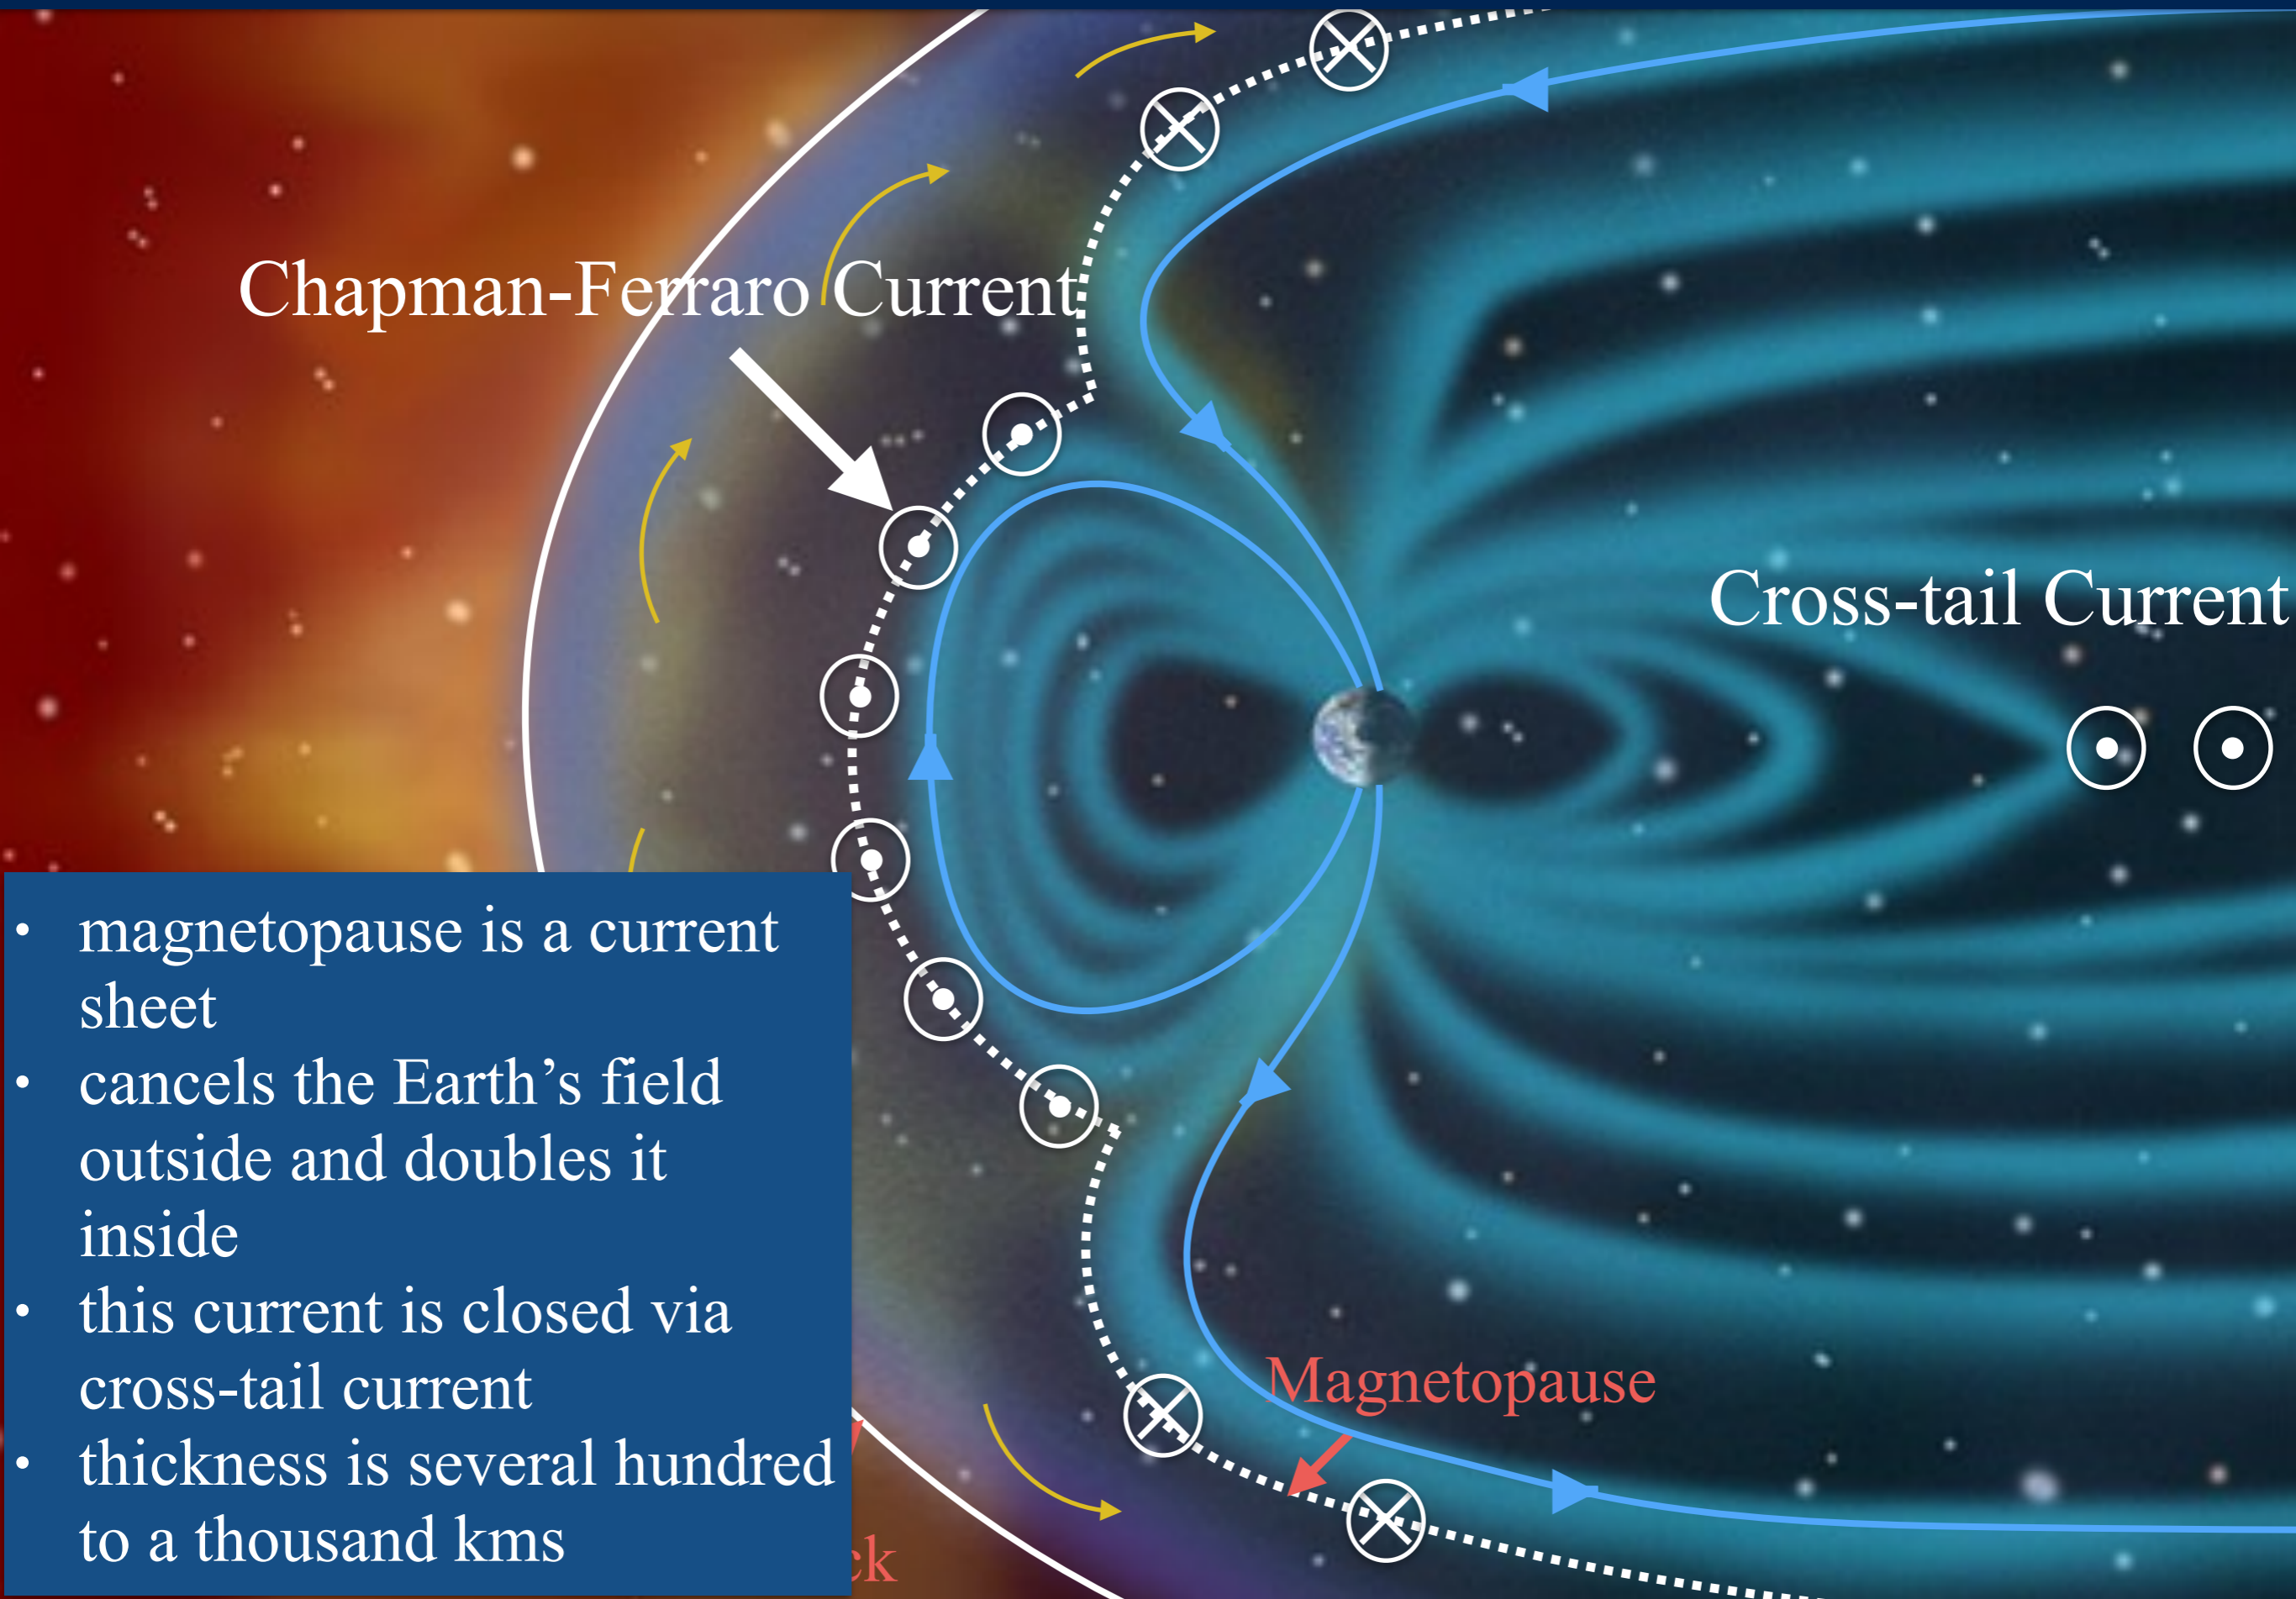 Chapman-Ferraro Current
Cross-tail Current
• magnetopause is a current
sheet
• cancels the Earth’s field
outside and doubles it
inside
• this current is closed via
cross-tail current
• thickness is several hundred
to a thousand kms
Magnetopause
ck